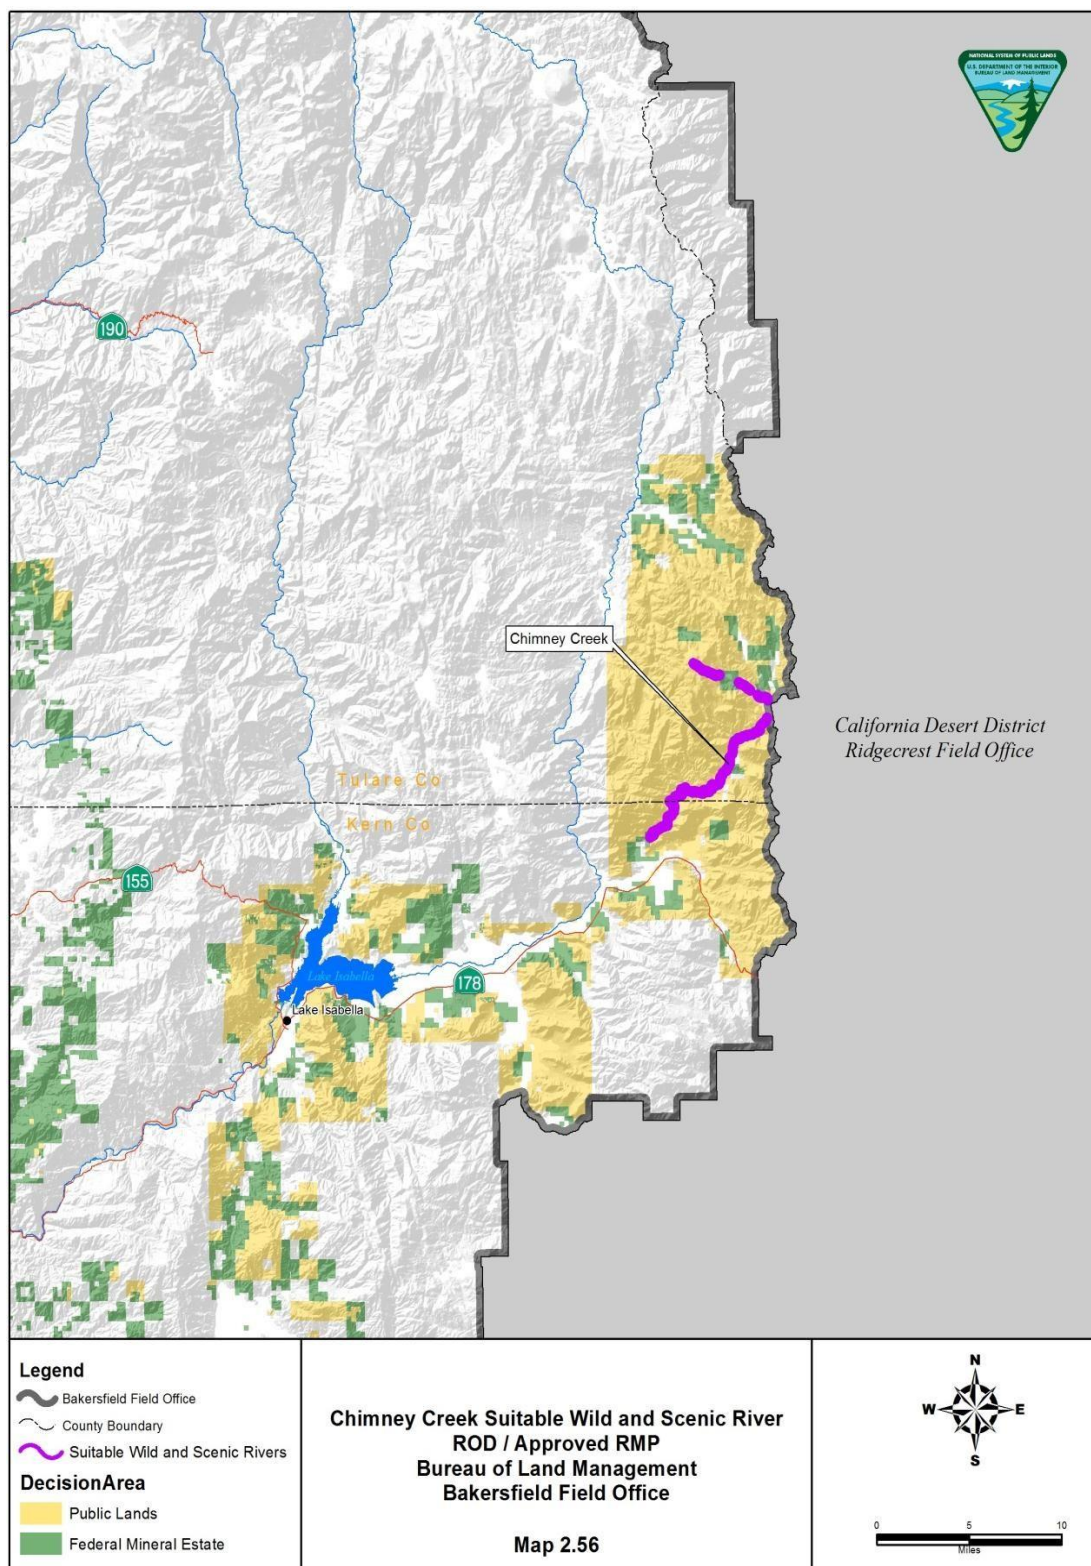 NATIONAL SYSTEM OF PUBLIC LANDS
U.S. DEPARTMENT OF THE INTERIOR
BUREAU OF LAND MANAGEMENT
190
Chimney Creek
California Desert District
Ridgecrest Field Office
Tulare Co
Kern Co
155
Lake Isabella
178
Lake Isabella
Legend
Bakersfield Field Office
County Boundary
Suitable Wild and Scenic Rivers
DecisionArea
Public Lands
Federal Mineral Estate
Chimney Creek Suitable Wild and Scenic River
ROD / Approved RMP
Bureau of Land Management
Bakersfield Field Office
Map 2.56
N
W E
S
0 5 10
Miles